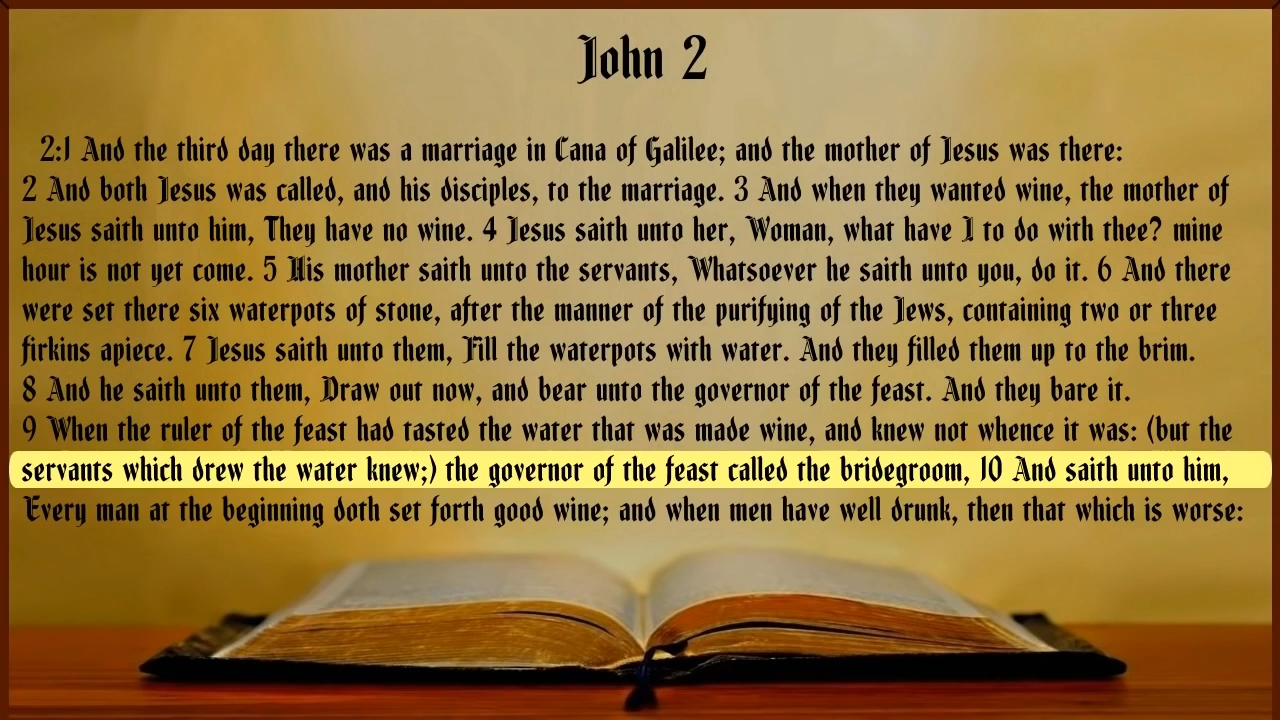 John 2
2:1 And the third day there was a marriage in Cana of Galilee; and the mother of Jesus was there:
2 And both Jesus was called, and his disciples, to the marriage. 3 And when they wanted wine, the mother of
Jesus saith unto him, They have no wine. 4 Jesus saith unto her, Woman, what have I to do with thee? mine
hour is not yet come. 5 His mother saith unto the servants, Whatsoever he saith unto you, do it. 6 And there
were set there six waterpots of stone, after the manner of the purifying of the Jews, containing two or three
firkins apiece. 7 Jesus saith unto them, Fill the waterpots with water. And they filled them up to the brim.
8 And he saith unto them, Draw out now, and bear unto the governor of the feast. And they bare it.
9 When the ruler of the feast had tasted the water that was made wine, and knew not whence it was: (but the
servants which drew the water knew;) the governor of the feast called the bridegroom, 10 And saith unto him,
Every man at the beginning doth set forth good wine; and when men have well drunk, then that which is worse: